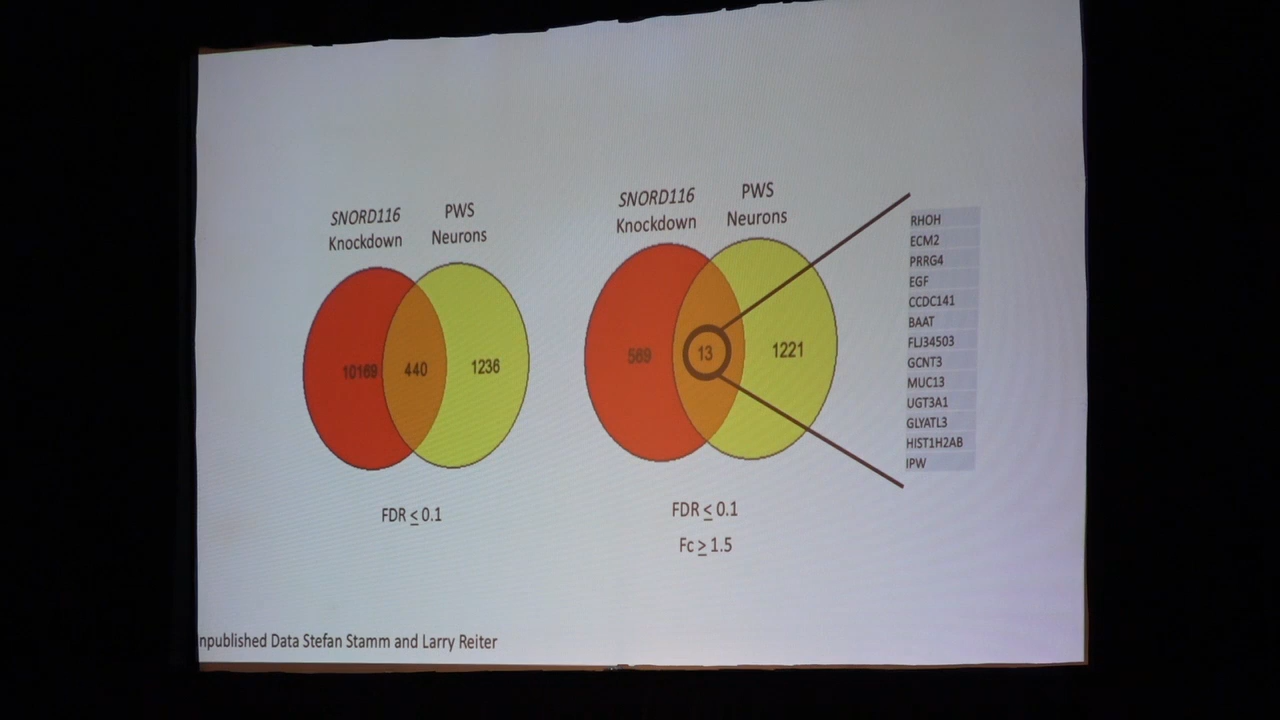 SNORD116
Knockdown
PWS
Neurons
10169
440
1236
FDR ≤ 0.1
SNORD116
Knockdown
PWS
Neurons
569
13
1221
FDR ≤ 0.1
Fc ≥ 1.5
RHOH
ECM2
PRRG4
EGF
CCDC141
BAAT
FLJ34503
GCNT3
MUC13
UGT3A1
GLYATL3
HIST1H2AB
IPW
npublished Data Stefan Stamm and Larry Reiter